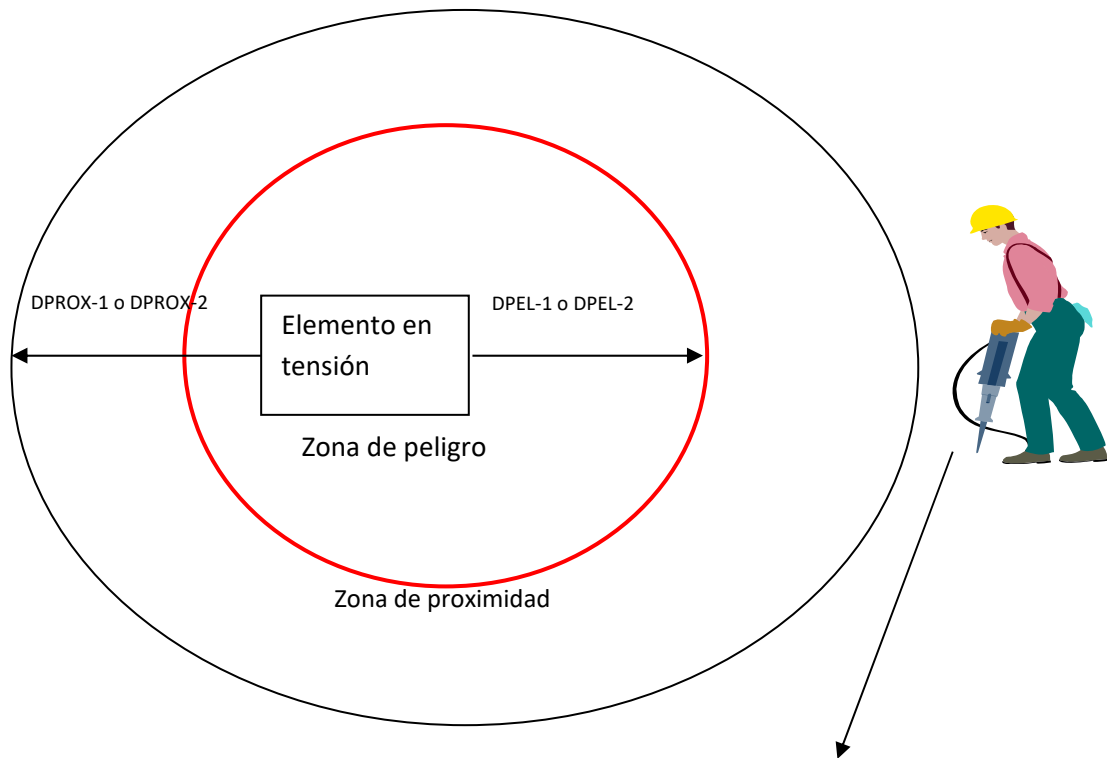 DPROX-1 o DPROX-2
DPEL-1 o DPEL-2
Elemento en
tensión
Zona de peligro
Zona de proximidad